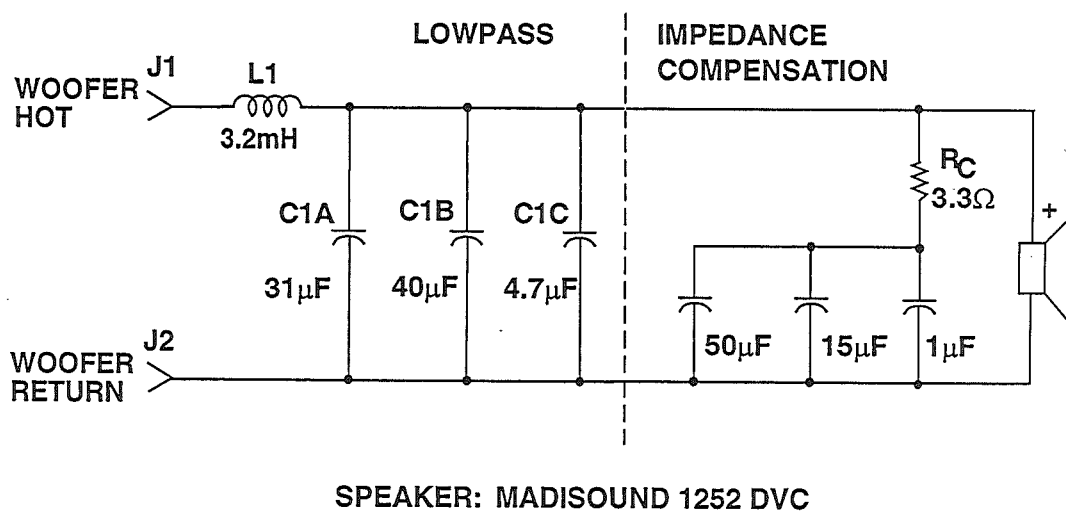 LOWPASS
IMPEDANCE
COMPENSATION
J1
WOOFER
HOT
L1
3.2mH
RC
3.3Ω
C1A
C1B
C1C
+
31μF
40μF
4.7μF
50μF
15μF
1μF
J2
WOOFER
RETURN
SPEAKER: MADISOUND 1252 DVC